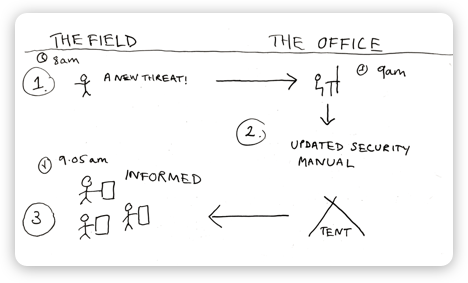 THE FIELD
THE OFFICE
8am
1.
A NEW THREAT!
@ 9am
2.
UPDATED SECURITY
MANUAL
9.05am
INFORMED
3
TENT